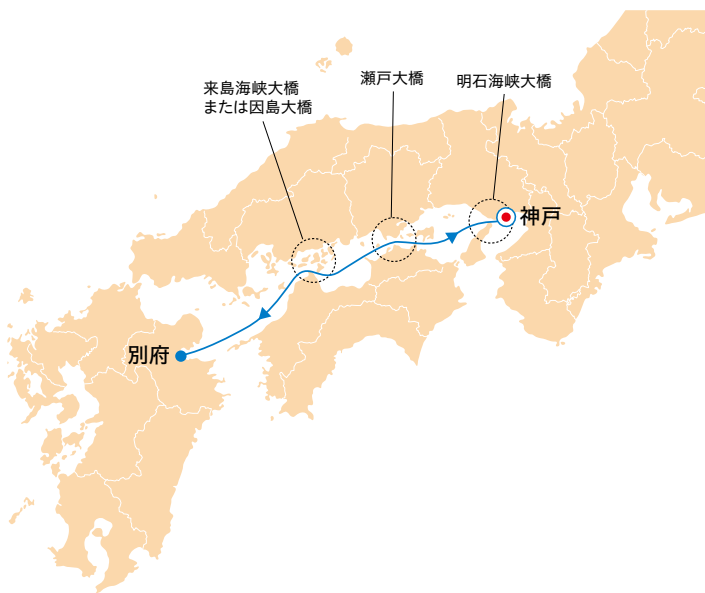 来島海峡大橋
または因島大橋
瀬戸大橋
明石海峡大橋
神戸
別府